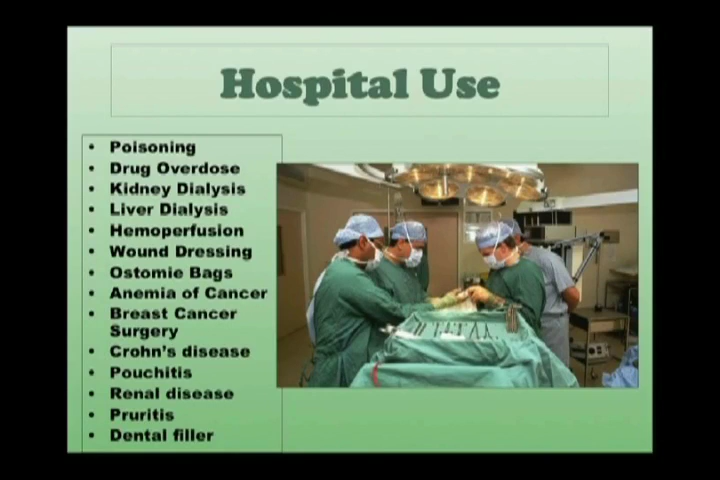 Hospital Use
• Poisoning
• Drug Overdose
• Kidney Dialysis
• Liver Dialysis
• Hemoperfusion
• Wound Dressing
• Ostomie Bags
• Anemia of Cancer
• Breast Cancer
Surgery
• Crohn's disease
• Pouchitis
• Renal disease
• Pruritis
• Dental filler